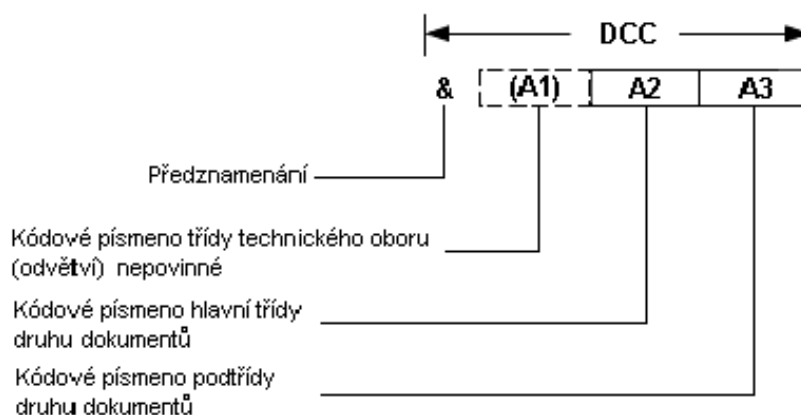 DCC
& (A1) A2 A3
Předznamenání
Kódové písmeno třídy technického oboru
(odvětví) nepovinné
Kódové písmeno hlavní třídy
druhu dokumentů
Kódové písmeno podtřídy
druhu dokumentů